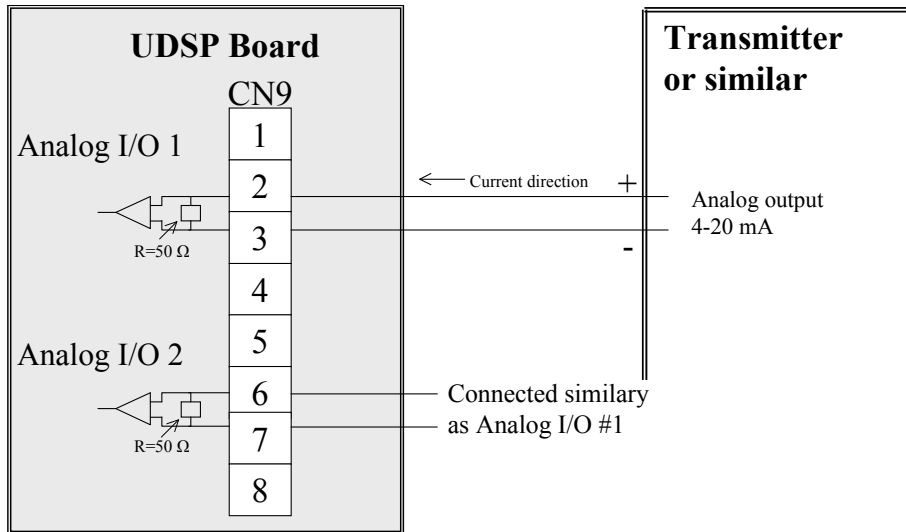 UDSP Board
CN9
Analog I/O 1
1
2
3
4
5
6
7
8
R=50 Ω
Analog I/O 2
R=50 Ω
Current direction
+
-
Transmitter
or similar
Analog output
4-20 mA
Connected similary
as Analog I/O #1